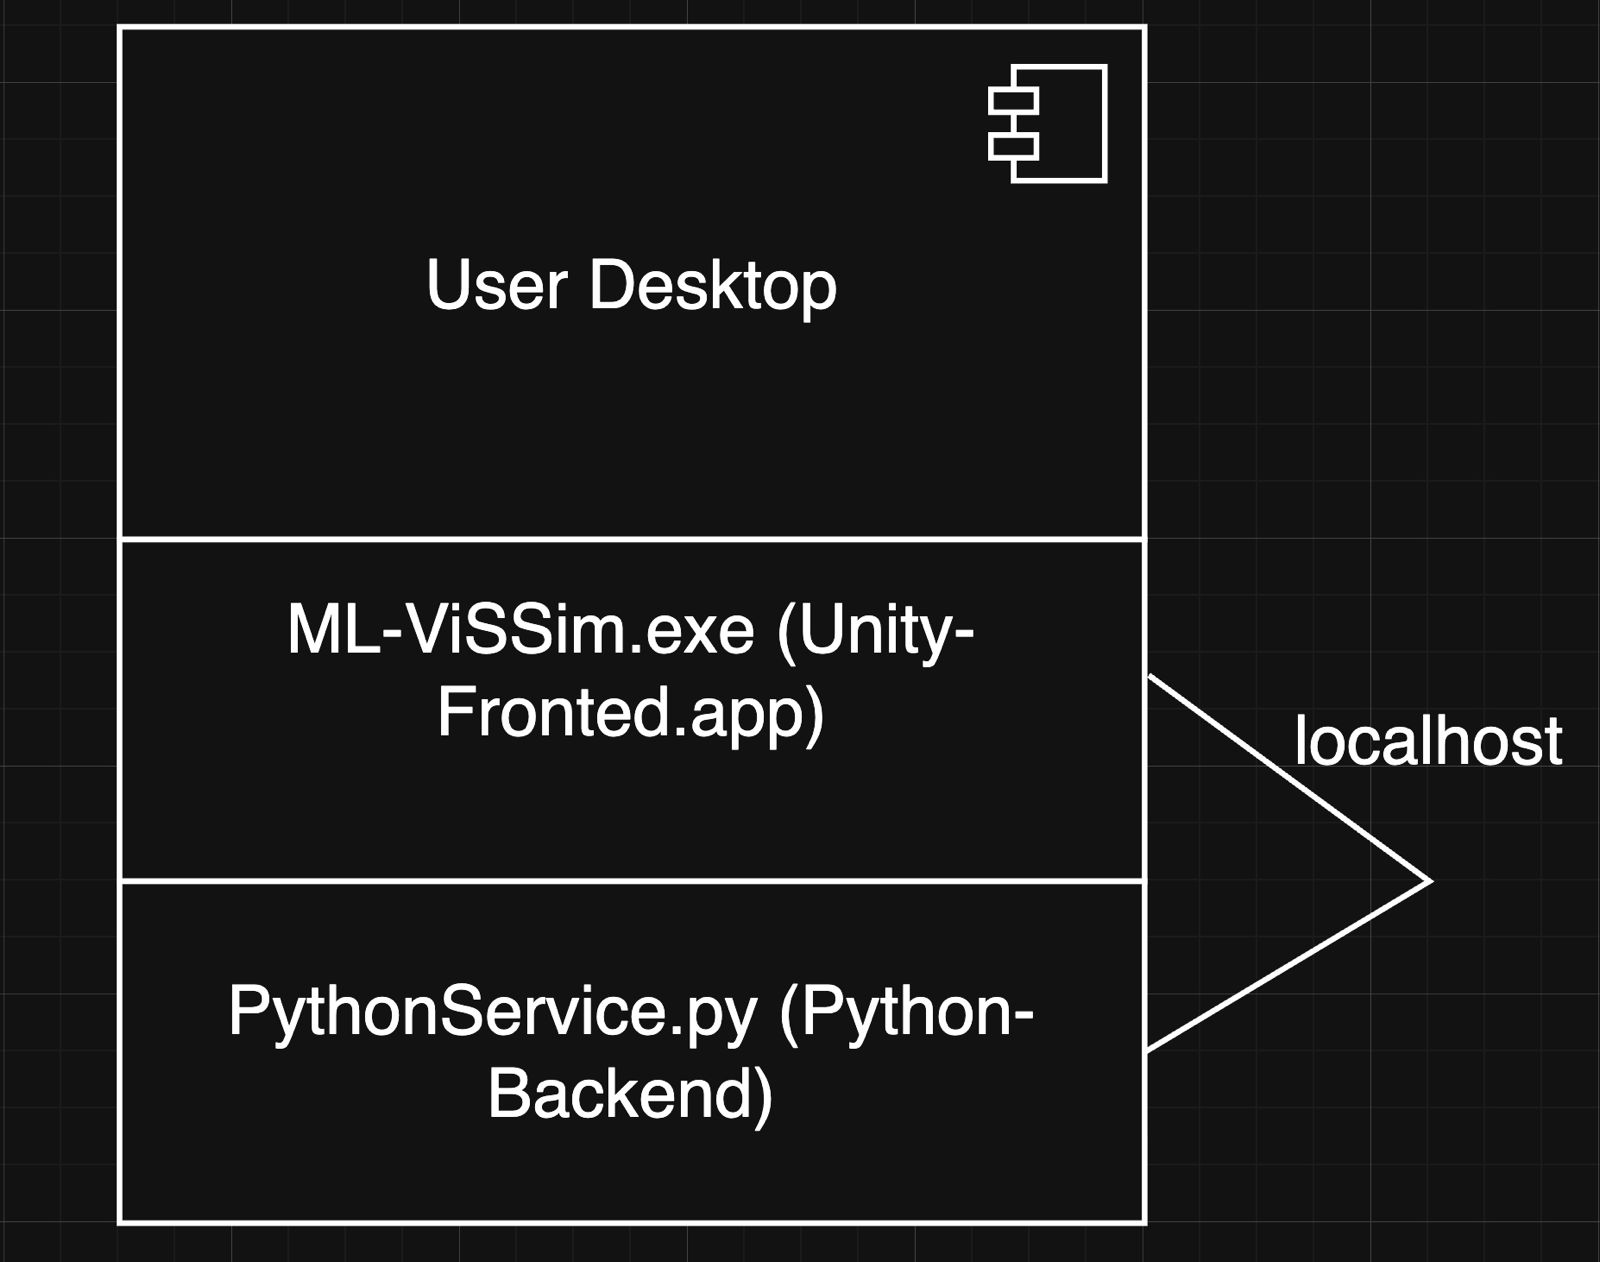 User Desktop
ML-ViSSim.exe (Unity-
Fronted.app)
localhost
PythonService.py (Python-
Backend)